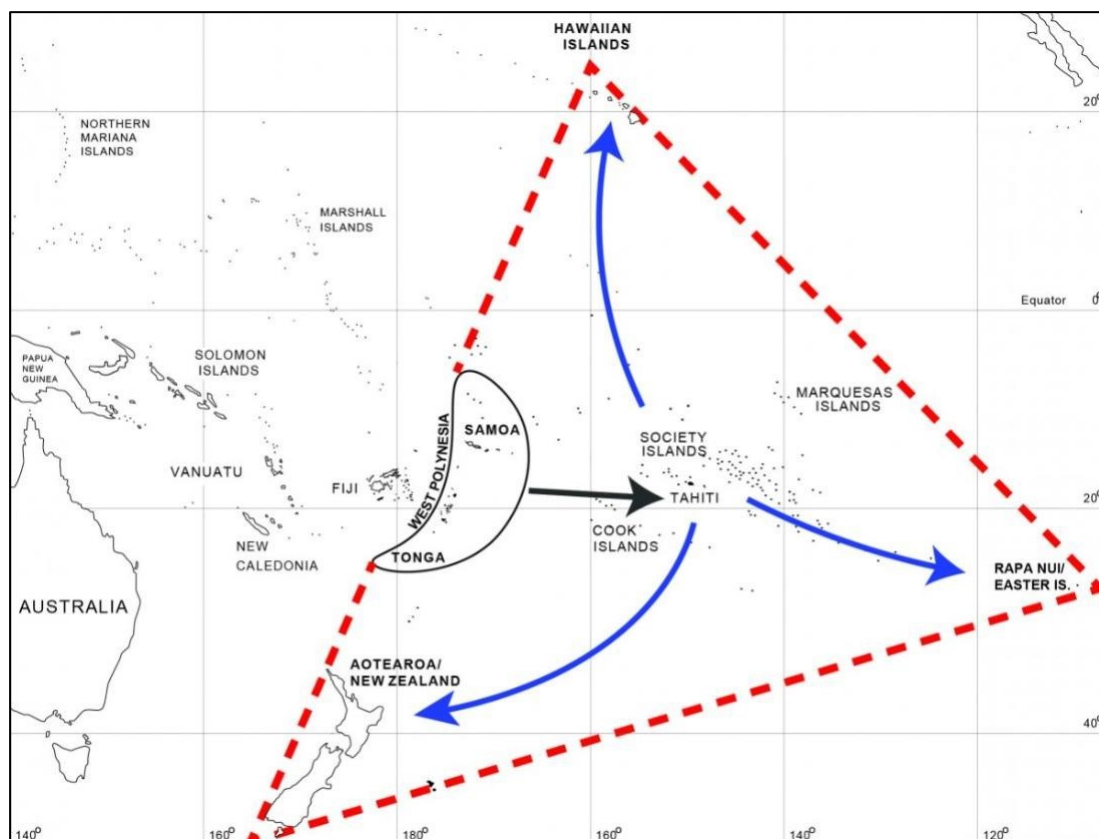 HAWAIIAN
ISLANDS
20°
NORTHERN
MARIANA
ISLANDS
MARSHALL
ISLANDS
Equator 0°
PAPUA
NEW
GUINEA
SOLOMON
ISLANDS
MARQUESAS
ISLANDS
WEST POLYNESIA
SAMOA
SOCIETY
ISLANDS
VANUATU
FIJI
TAHITI
20°
COOK
ISLANDS
NEW
CALEDONIA
TONGA
RAPA NUI/
EASTER IS.
AUSTRALIA
AOTEAROA/
NEW ZEALAND
40°
140° 160° 180° 160° 140° 120°